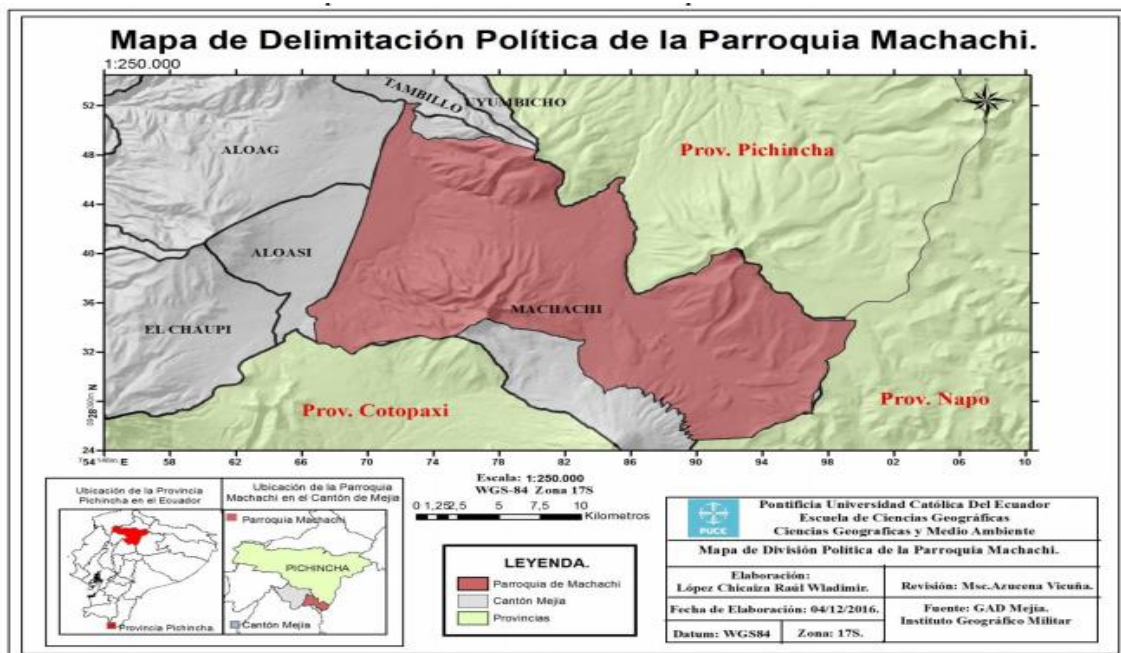 Mapa de Delimitación Política de la Parroquia Machachi.
1:250.000
TAMBILLO
UYUMBICHO
ALOAG
Prov. Pichincha
ALOASI
MACHACHI
EL CHAUPI
Prov. Cotopaxi
Prov. Napo
52
48
44
40
36
32
28
N
24
54
E
58
62
66
70
74
78
82
86
90
94
98
02
06
10
Ubicación de la Provincia
Pichincha en el Ecuador
Provincia Pichincha.
Ubicación de la Parroquia
Machachi en el Cantón de Mejia
Parroquia Machachi
PICHINCHA
Cantón Mejía
Escala: 1:250.000
WGS-84 Zona 17S
0 1,252,5 5 7,5 10
Kilometros
LEYENDA.
Parroquia de Machachi
Cantón Mejía
Provincias
PUCE
Pontificia Universidad Católica Del Ecuador
Escuela de Ciencias Geográficas
Ciencias Geograficas y Medio Ambiente
Mapa de División Política de la Parroquia Machachi.
Elaboración:
López Chicaiza Raúl Wladimir.
Revisión: Msc.Azucena Vicuña.
Fecha de Elaboración: 04/12/2016.
Fuente: GAD Mejía.
Instituto Geográfico Militar
Datum: WGS84
Zona: 17S.